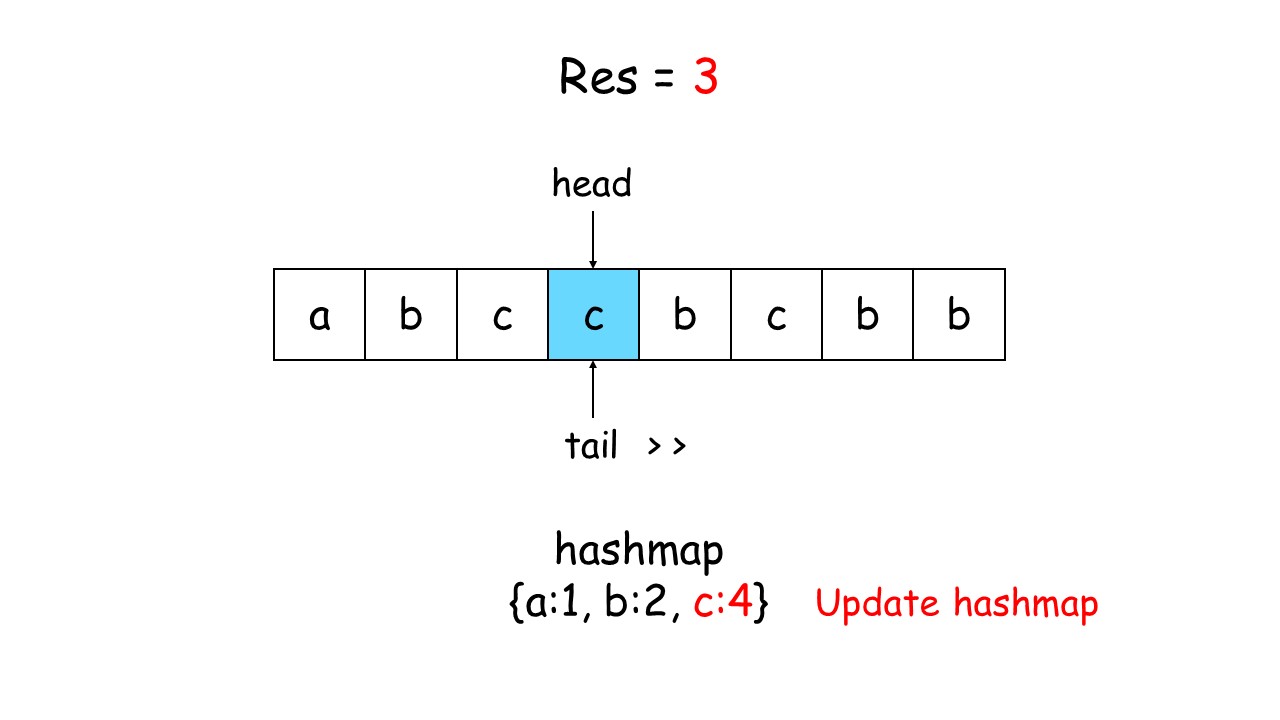 Res = 3
head
a b c c b c b b
tail >>
hashmap
{a:1, b:2, c:4} Update hashmap